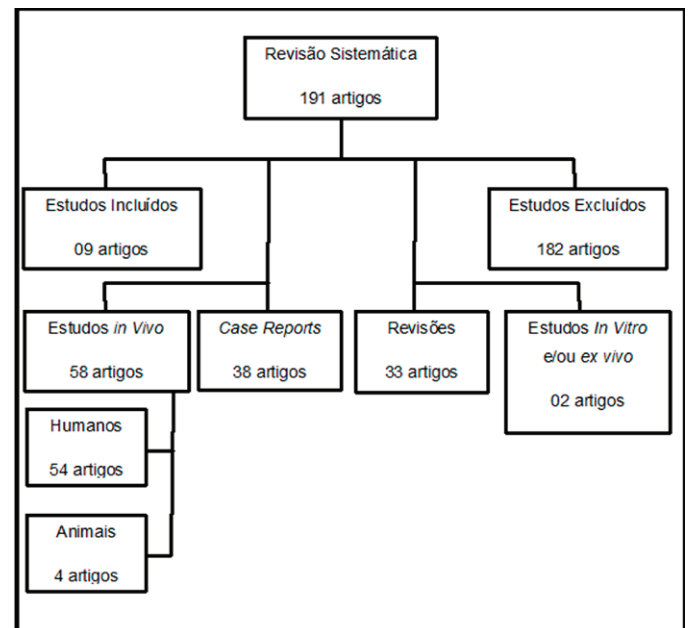 Revisão Sistemática
191 artigos
Estudos Incluídos
09 artigos
Estudos Excluídos
182 artigos
Estudos in Vivo
58 artigos
Case Reports
38 artigos
Revisões
33 artigos
Estudos In Vitro
e/ou ex vivo
02 artigos
Humanos
54 artigos
Animais
4 artigos